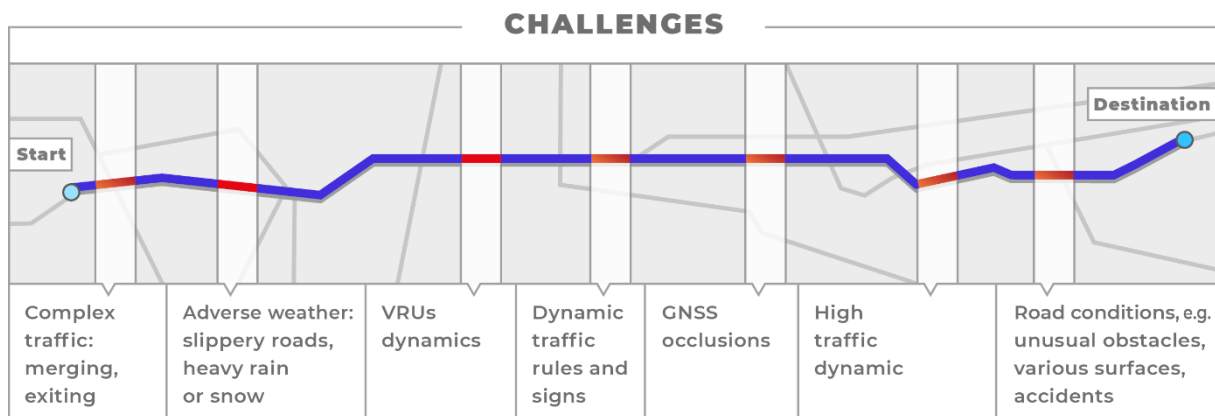 CHALLENGES
Start
Destination
Complex
traffic:
merging,
exiting
Adverse weather:
slippery roads,
heavy rain
or snow
VRUs
dynamics
Dynamic
traffic
rules and
signs
GNSS
occlusions
High
traffic
dynamic
Road conditions, e.g.
unusual obstacles,
various surfaces,
accidents